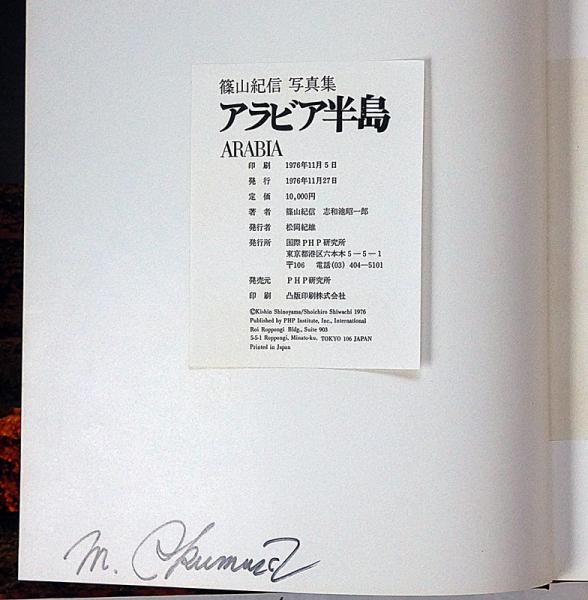 篠山紀信 写真集
アラビア半島
ARABIA
印刷 1976年11月5日
発行 1976年11月27日
定価 10,000円
著者 篠山紀信 志和池昭一郎
発行者 松岡紀雄
発行所 国際PHP研究所
東京都港区六本木5-5-1
〒106 電話(03) 404-5101
発売元 PHP研究所
印刷 凸版印刷株式会社
©Kishin Shinoyama/Shoichiro Shiwachi 1976
Published by PHP Institute, Inc., International
Roi Roppongi Bldg., Suite 903
5-5-1 Roppongi, Minato-ku, TOKYO 106 JAPAN
Printed in Japan
M. Okumura